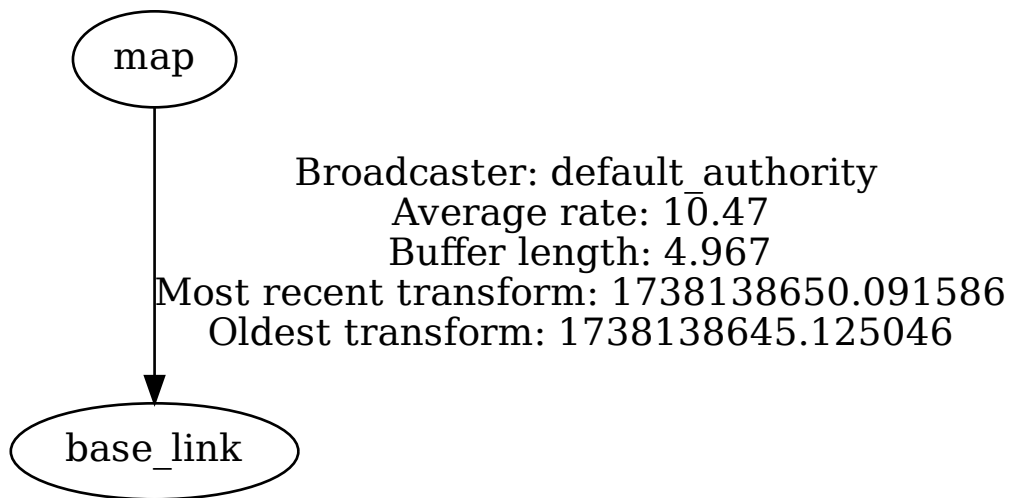 map
Broadcaster: default_authority
Average rate: 10.47
Buffer length: 4.967
Most recent transform: 1738138650.091586
Oldest transform: 1738138645.125046
base_link